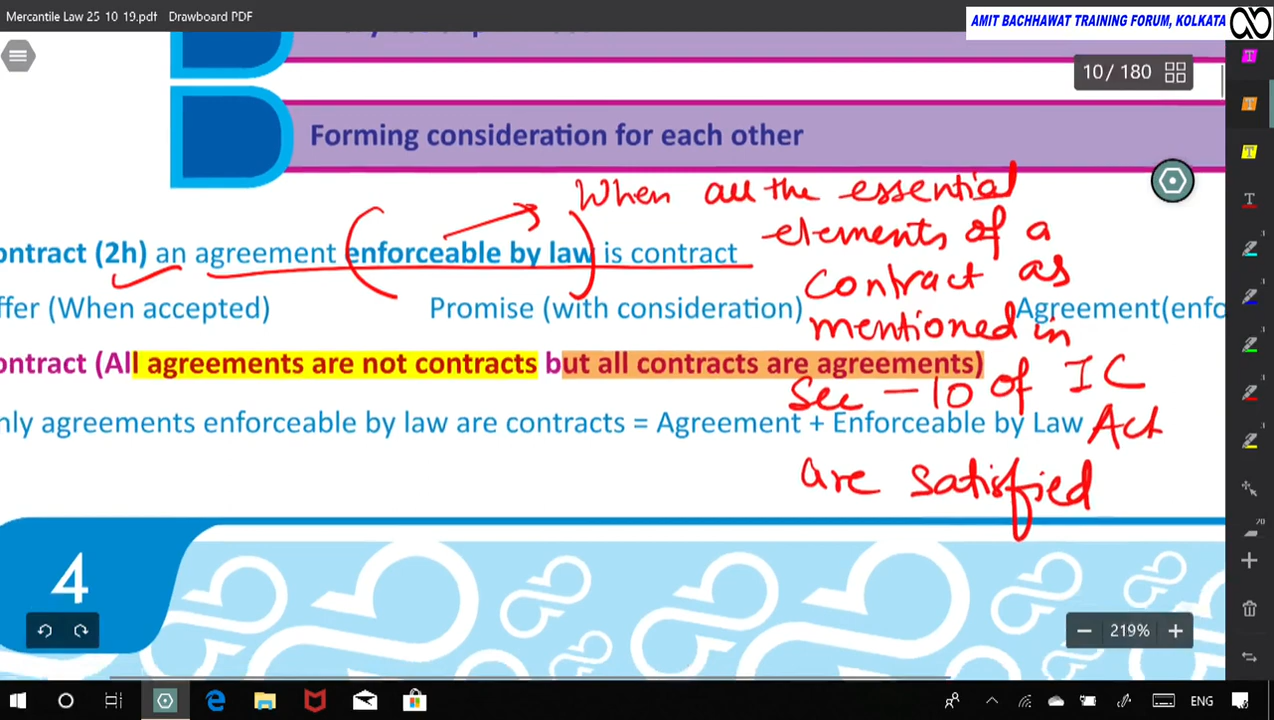 Mercantile Law 25 10 19.pdf Drawboard PDF
AMIT BACHHAWAT TRAINING FORUM, KOLKATA
10 / 180
Forming consideration for each other
When all the essential
elements of a
contract as
mentioned in
Sec - 10 of IC
Act
are satisfied
ontract (2h) an agreement enforceable by law is contract
ffer (When accepted) Promise (with consideration) Agreement(enfo
ontract (All agreements are not contracts but all contracts are agreements)
nly agreements enforceable by law are contracts = Agreement + Enforceable by Law
4
219%
ENG